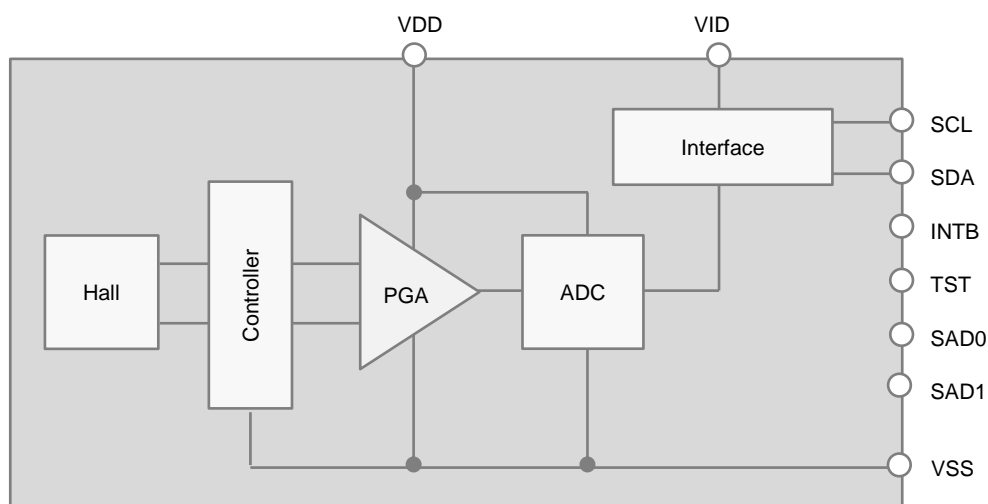 VDD
VID
SCL
Interface
SDA
INTB
Controller
Hall
PGA
ADC
TST
SAD0
SAD1
VSS